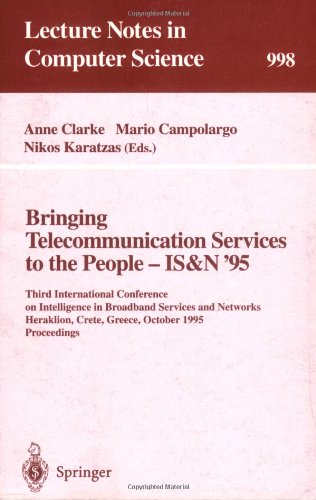 Lecture Notes in
Computer Science 998
Anne Clarke Mario Campolargo
Nikos Karatzas (Eds.)
Bringing
Telecommunication Services
to the People – IS&N '95
Third International Conference
on Intelligence in Broadband Services and Networks
Heraklion, Crete, Greece, October 1995
Proceedings
Springer